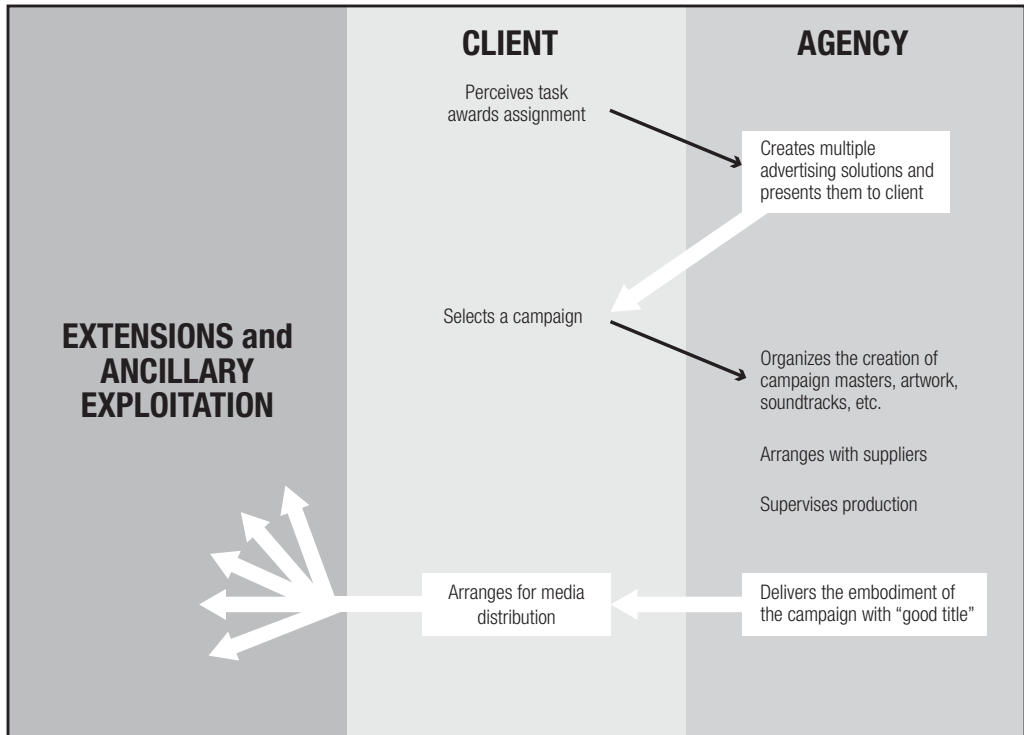 CLIENT
AGENCY
Perceives task
awards assignment
Creates multiple
advertising solutions and
presents them to client
Selects a campaign
EXTENSIONS and
ANCILLARY
EXPLOITATION
Organizes the creation of
campaign masters, artwork,
soundtracks, etc.
Arranges with suppliers
Supervises production
Arranges for media
distribution
Delivers the embodiment of
the campaign with “good title”